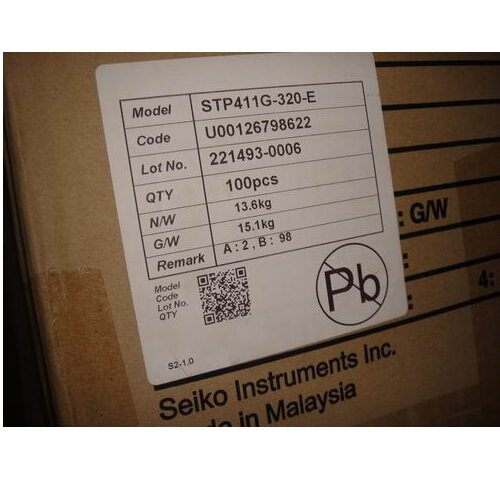 Model STP411G-320-E
Code U00126798622
Lot No. 221493-0006
QTY 100pcs
N/W 13.6kg
G/W 15.1kg
Remark A : 2 , B : 98
Model
Code
Lot No.
QTY
Pb
S2-1.0
: G/W
:
4:
:
Seiko Instruments Inc.
in Malaysia